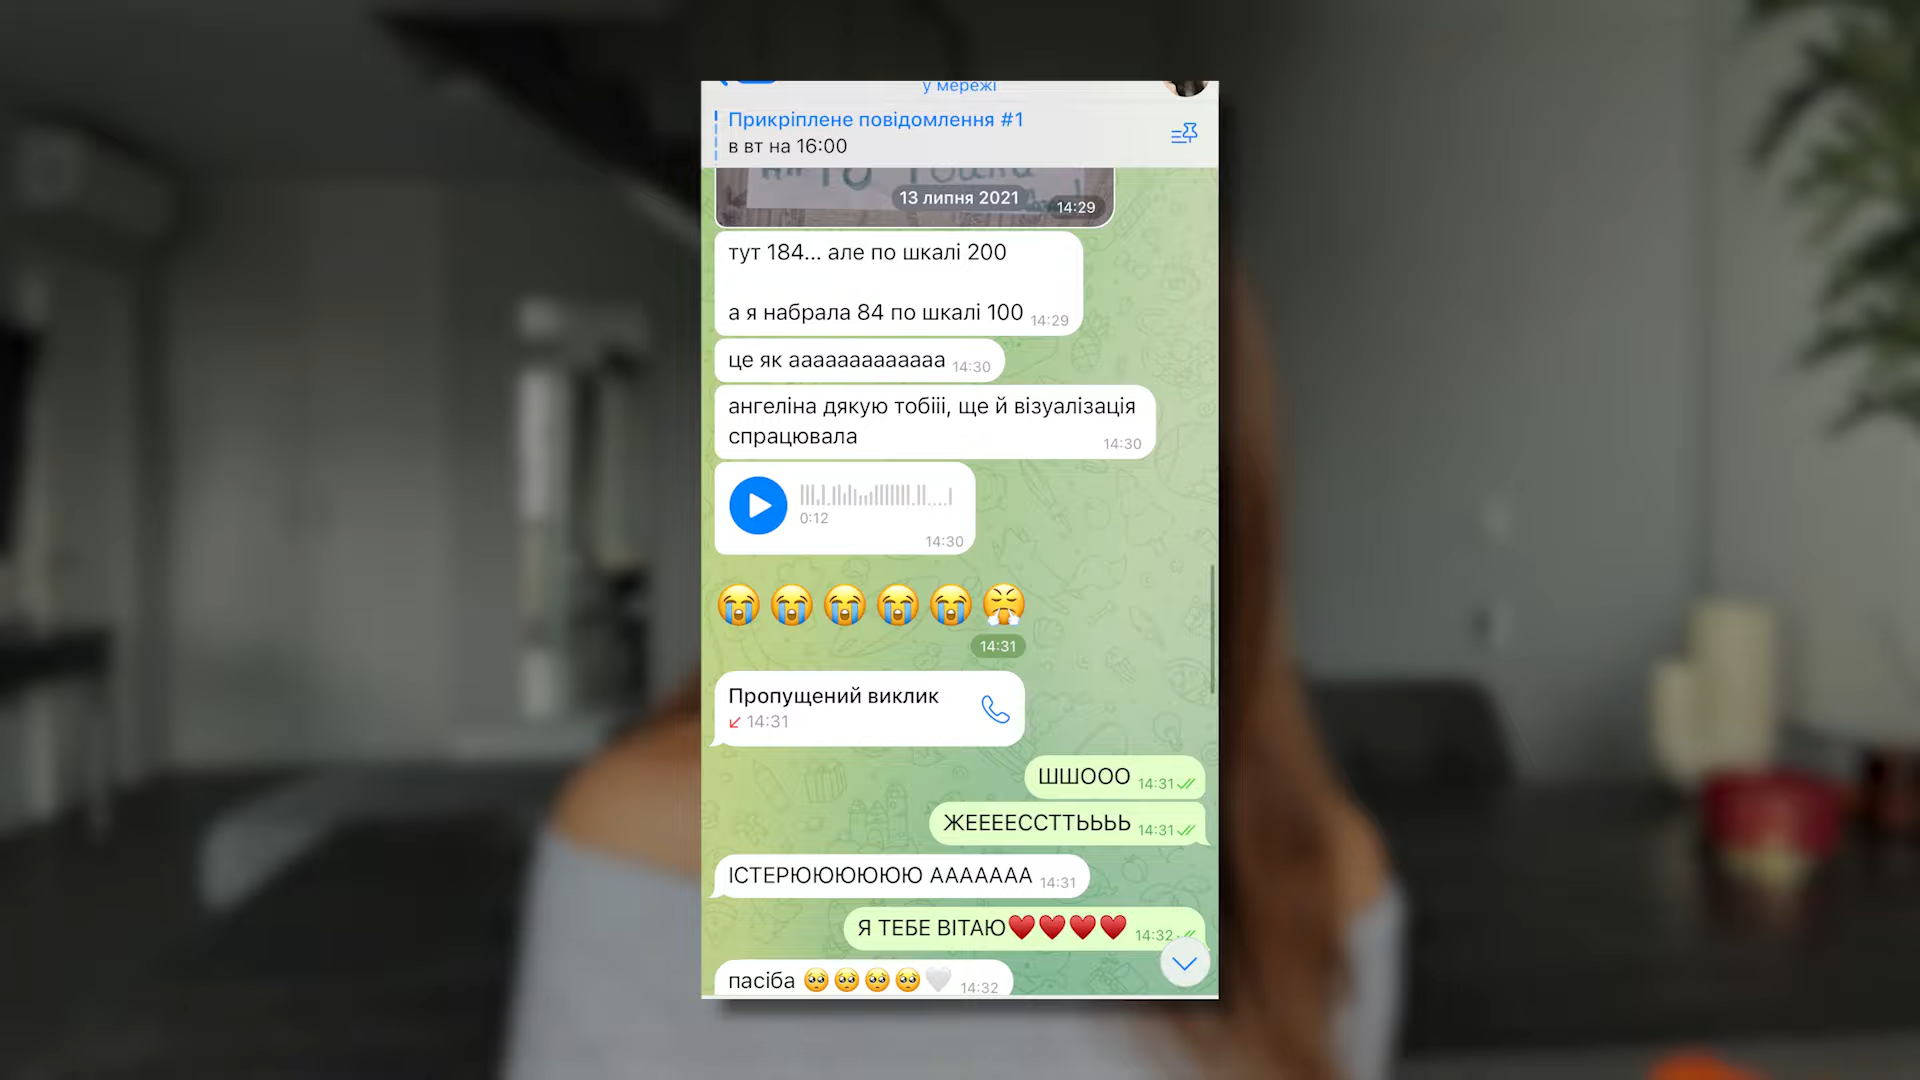 у мережі
Прикріплене повідомлення #1
в вт на 16:00
13 липня 2021
14:29
тут 184... але по шкалі 200
а я набрала 84 по шкалі 100 14:29
це як ааааааааааааа 14:30
ангеліна дякую тобііі, ще й візуалізація
спрацювала 14:30
0:12
14:30
14:31
Пропущений виклик
14:31
ШШООО 14:31
ЖЕЕЕЕССТТЬЬЬЬ 14:31
ІСТЕРЮЮЮЮЮЮ ААААААА 14:31
Я ТЕБЕ ВІТАЮ♥️♥️♥️♥️ 14:32
пасіба 🥺🥺🥺🥺🤍 14:32